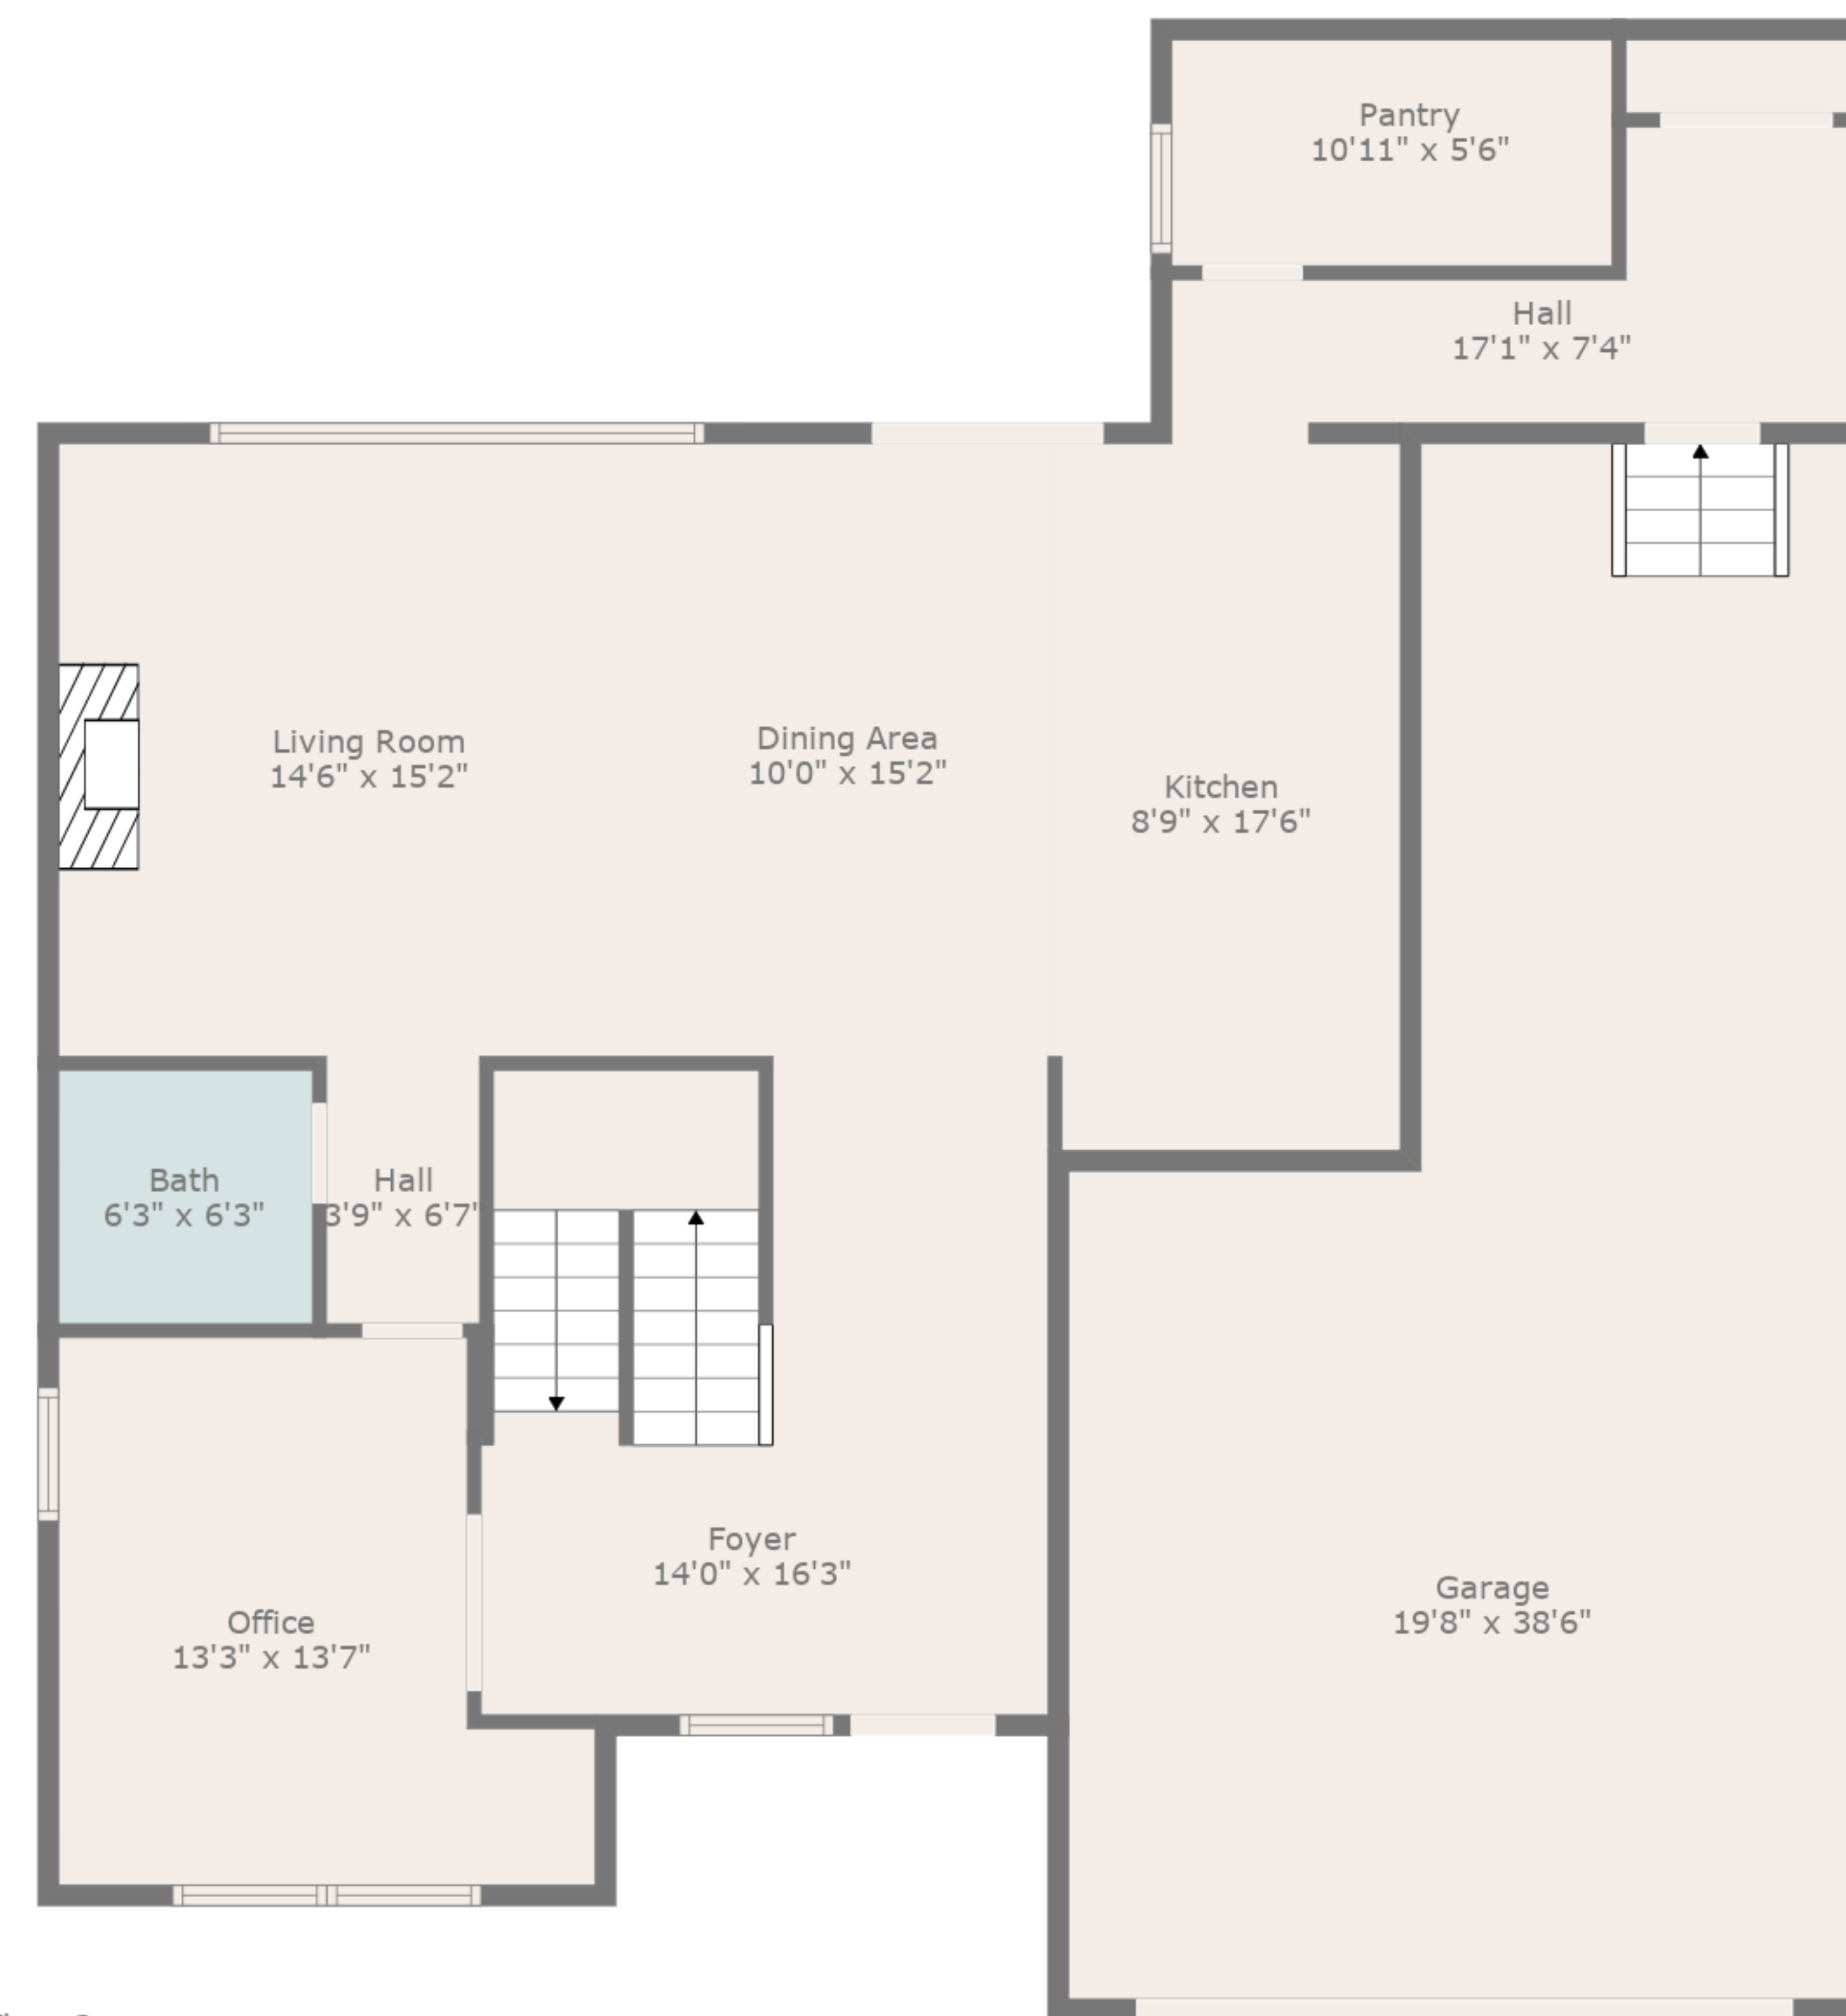 Pantry
10'11" x 5'6"
Hall
17'1" x 7'4"
Living Room
14'6" x 15'2"
Dining Area
10'0" x 15'2"
Kitchen
8'9" x 17'6"
Bath
6'3" x 6'3"
Hall
3'9" x 6'7"
Foyer
14'0" x 16'3"
Garage
19'8" x 38'6"
Office
13'3" x 13'7"